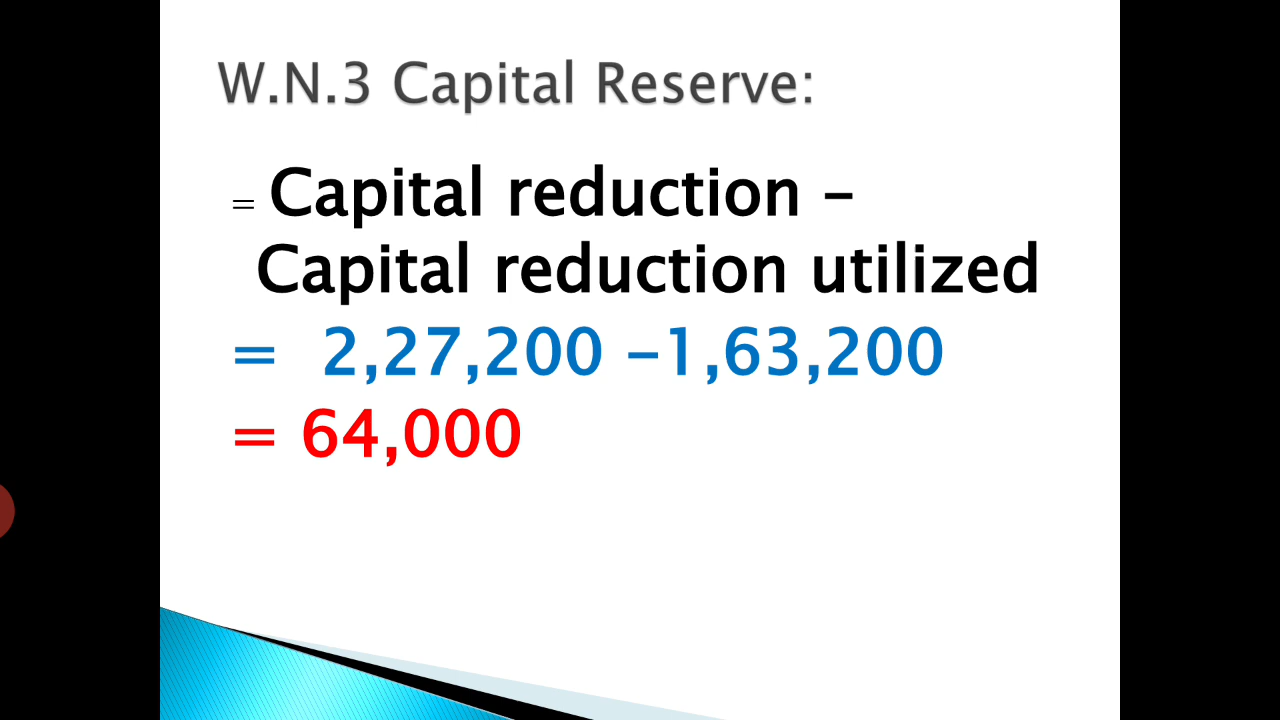 W.N.3 Capital Reserve:
= Capital reduction –
Capital reduction utilized
= 2,27,200 –1,63,200
= 64,000